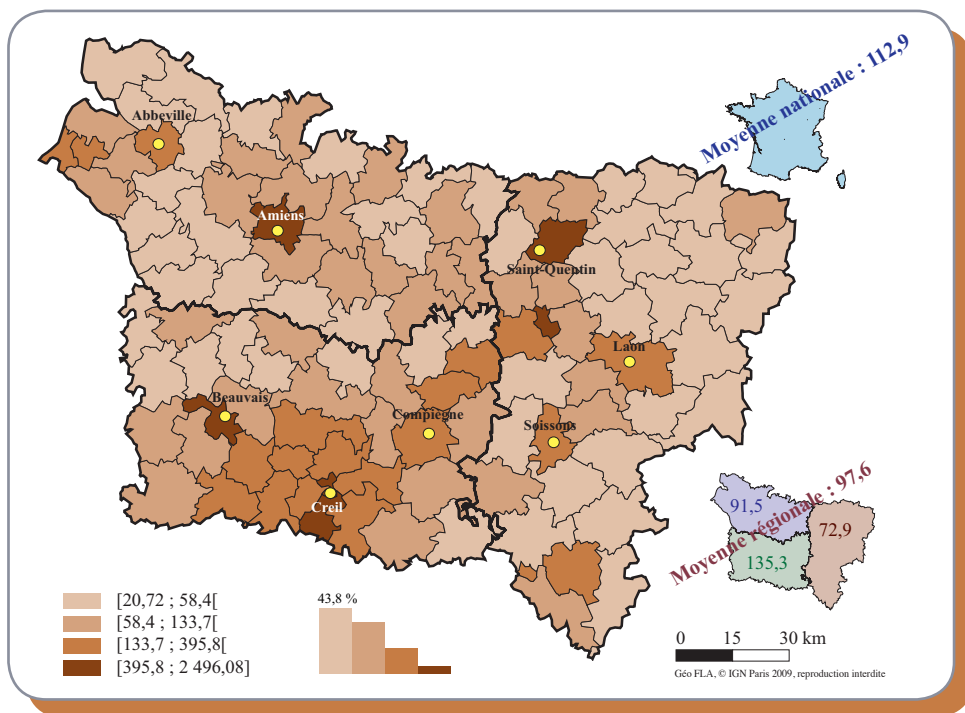 Moyenne nationale : 112,9
Abbeville
Amiens
Saint-Quentin
Laon
Beauvais
Compiegne
Soissons
Creil
Moyenne régionale : 97,6
91,5
72,9
135,3
[20,72 ; 58,4[
[58,4 ; 133,7[
[133,7 ; 395,8[
[395,8 ; 2 496,08]
43,8 %
0 15 30 km
Géo FLA, © IGN Paris 2009, reproduction interdite